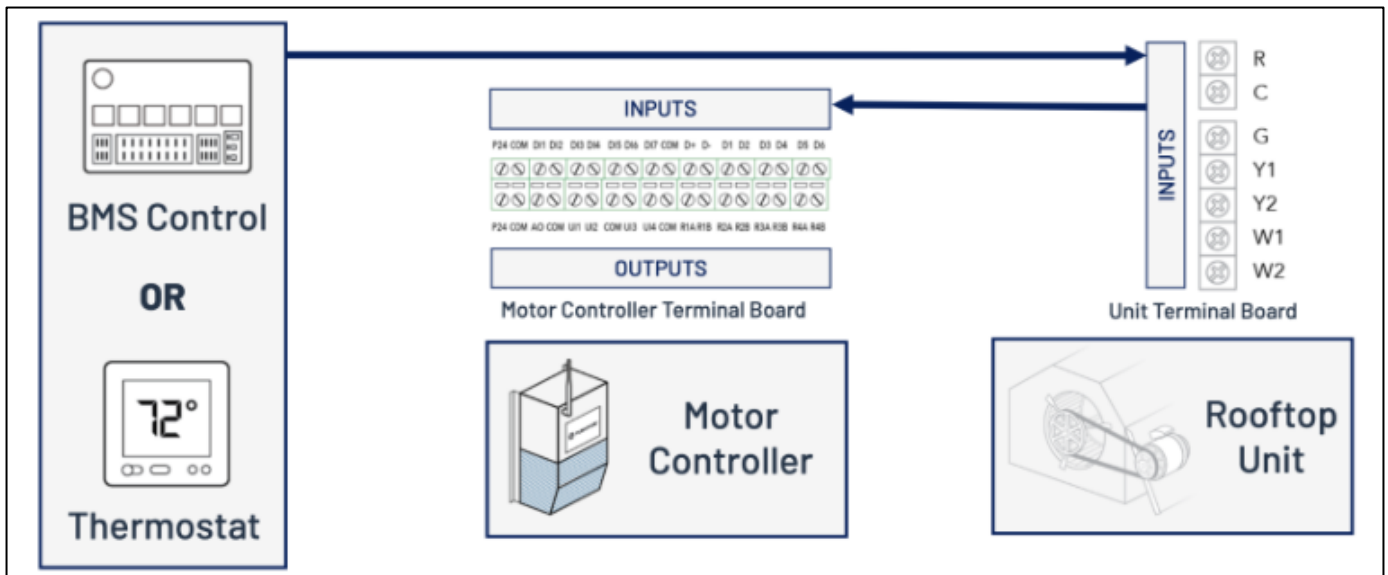 BMS Control
OR
72°
Thermostat
INPUTS
P24 COM DI1 DI2 DI3 DI4 DI5 DI6 DI7 COM D+ D- D1 D2 D3 D4 D5 D6
P24 COM AO COM UI1 UI2 COM UI3 UI4 COM R1A R1B R2A R2B R3A R3B R4A R4B
OUTPUTS
Motor Controller Terminal Board
Motor
Controller
INPUTS
R
C
G
Y1
Y2
W1
W2
Unit Terminal Board
Rooftop
Unit